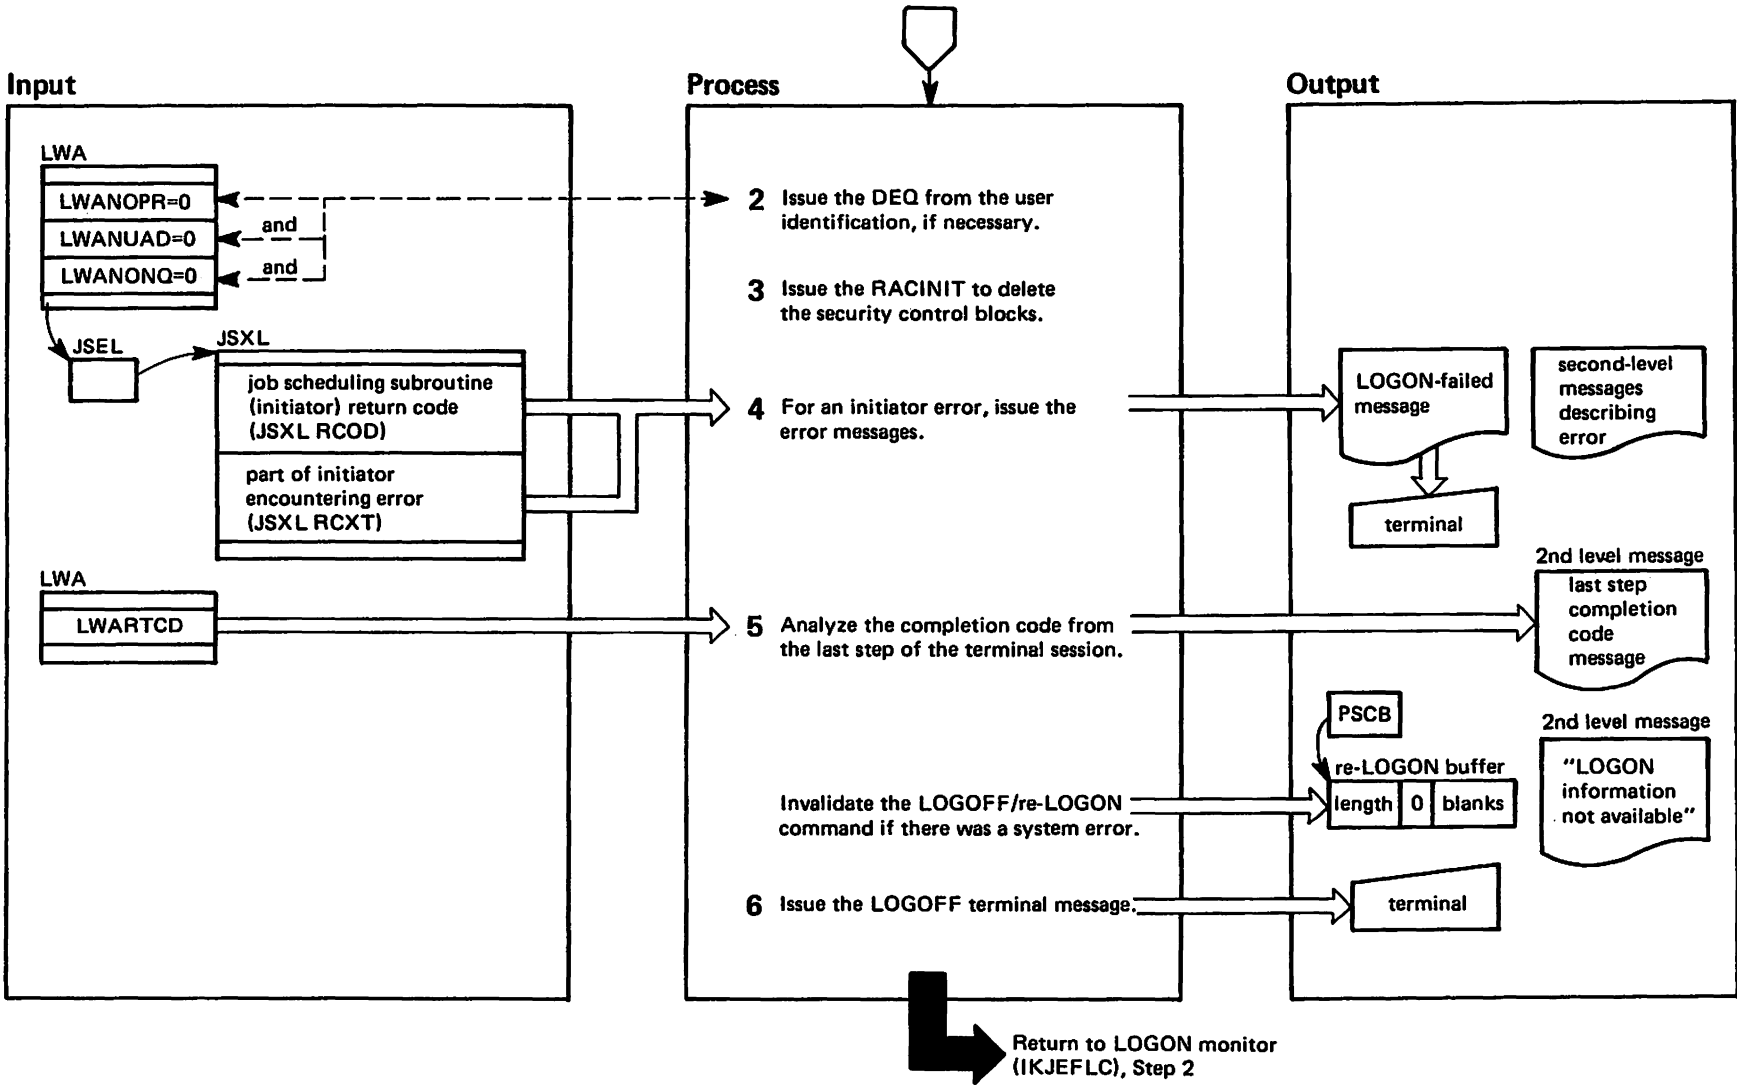 Input
Process
Output
LWA
LWANOPR=0
LWANUAD=0
LWANONQ=0
and
and
JSEL
JSXL
job scheduling subroutine
(initiator) return code
(JSXL RCOD)
part of initiator
encountering error
(JSXL RCXT)
LWA
LWARTCD
2 Issue the DEQ from the user
identification, if necessary.
3 Issue the RACINIT to delete
the security control blocks.
4 For an initiator error, issue the
error messages.
5 Analyze the completion code from
the last step of the terminal session.
Invalidate the LOGOFF/re-LOGON
command if there was a system error.
6 Issue the LOGOFF terminal message.
LOGON-failed
message
second-level
messages
describing
error
terminal
2nd level message
last step
completion
code
message
PSCB
re-LOGON buffer
length 0 blanks
2nd level message
"LOGON
information
not available"
terminal
Return to LOGON monitor
(IKJEFLC), Step 2